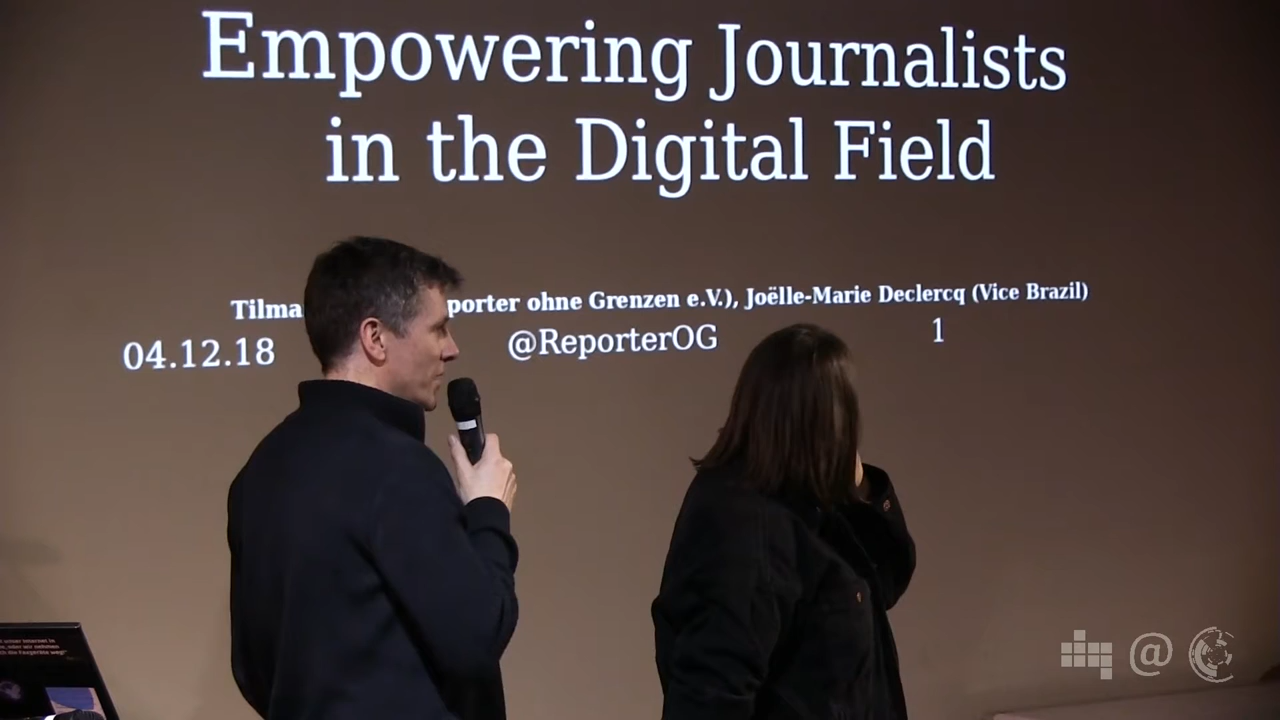 Empowering Journalists
in the Digital Field
Tilma porter ohne Grenzen e.V.), Joëlle-Marie Declercq (Vice Brazil)
04.12.18 @ReporterOG 1
@